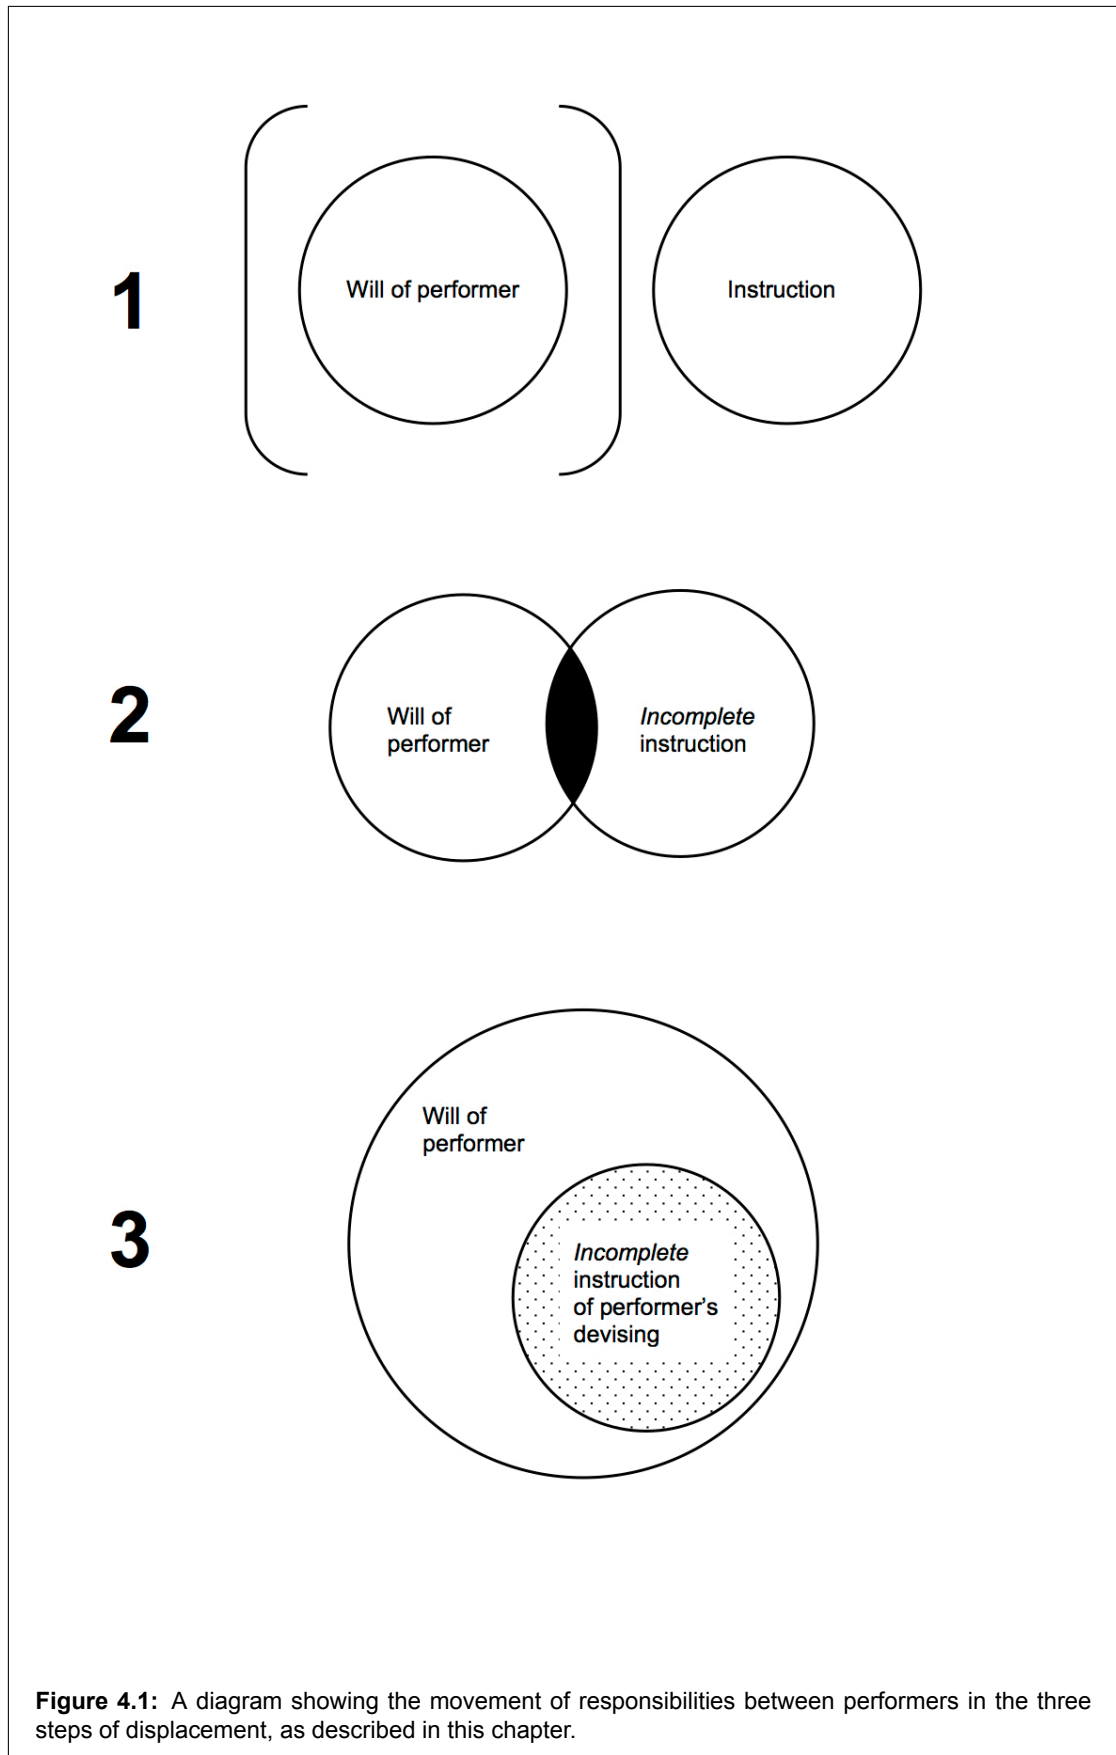 1
Will of performer
Instruction
2
Will of
performer
Incomplete
instruction
3
Will of
performer
Incomplete
instruction
of performer's
devising
Figure 4.1: A diagram showing the movement of responsibilities between performers in the three
steps of displacement, as described in this chapter.